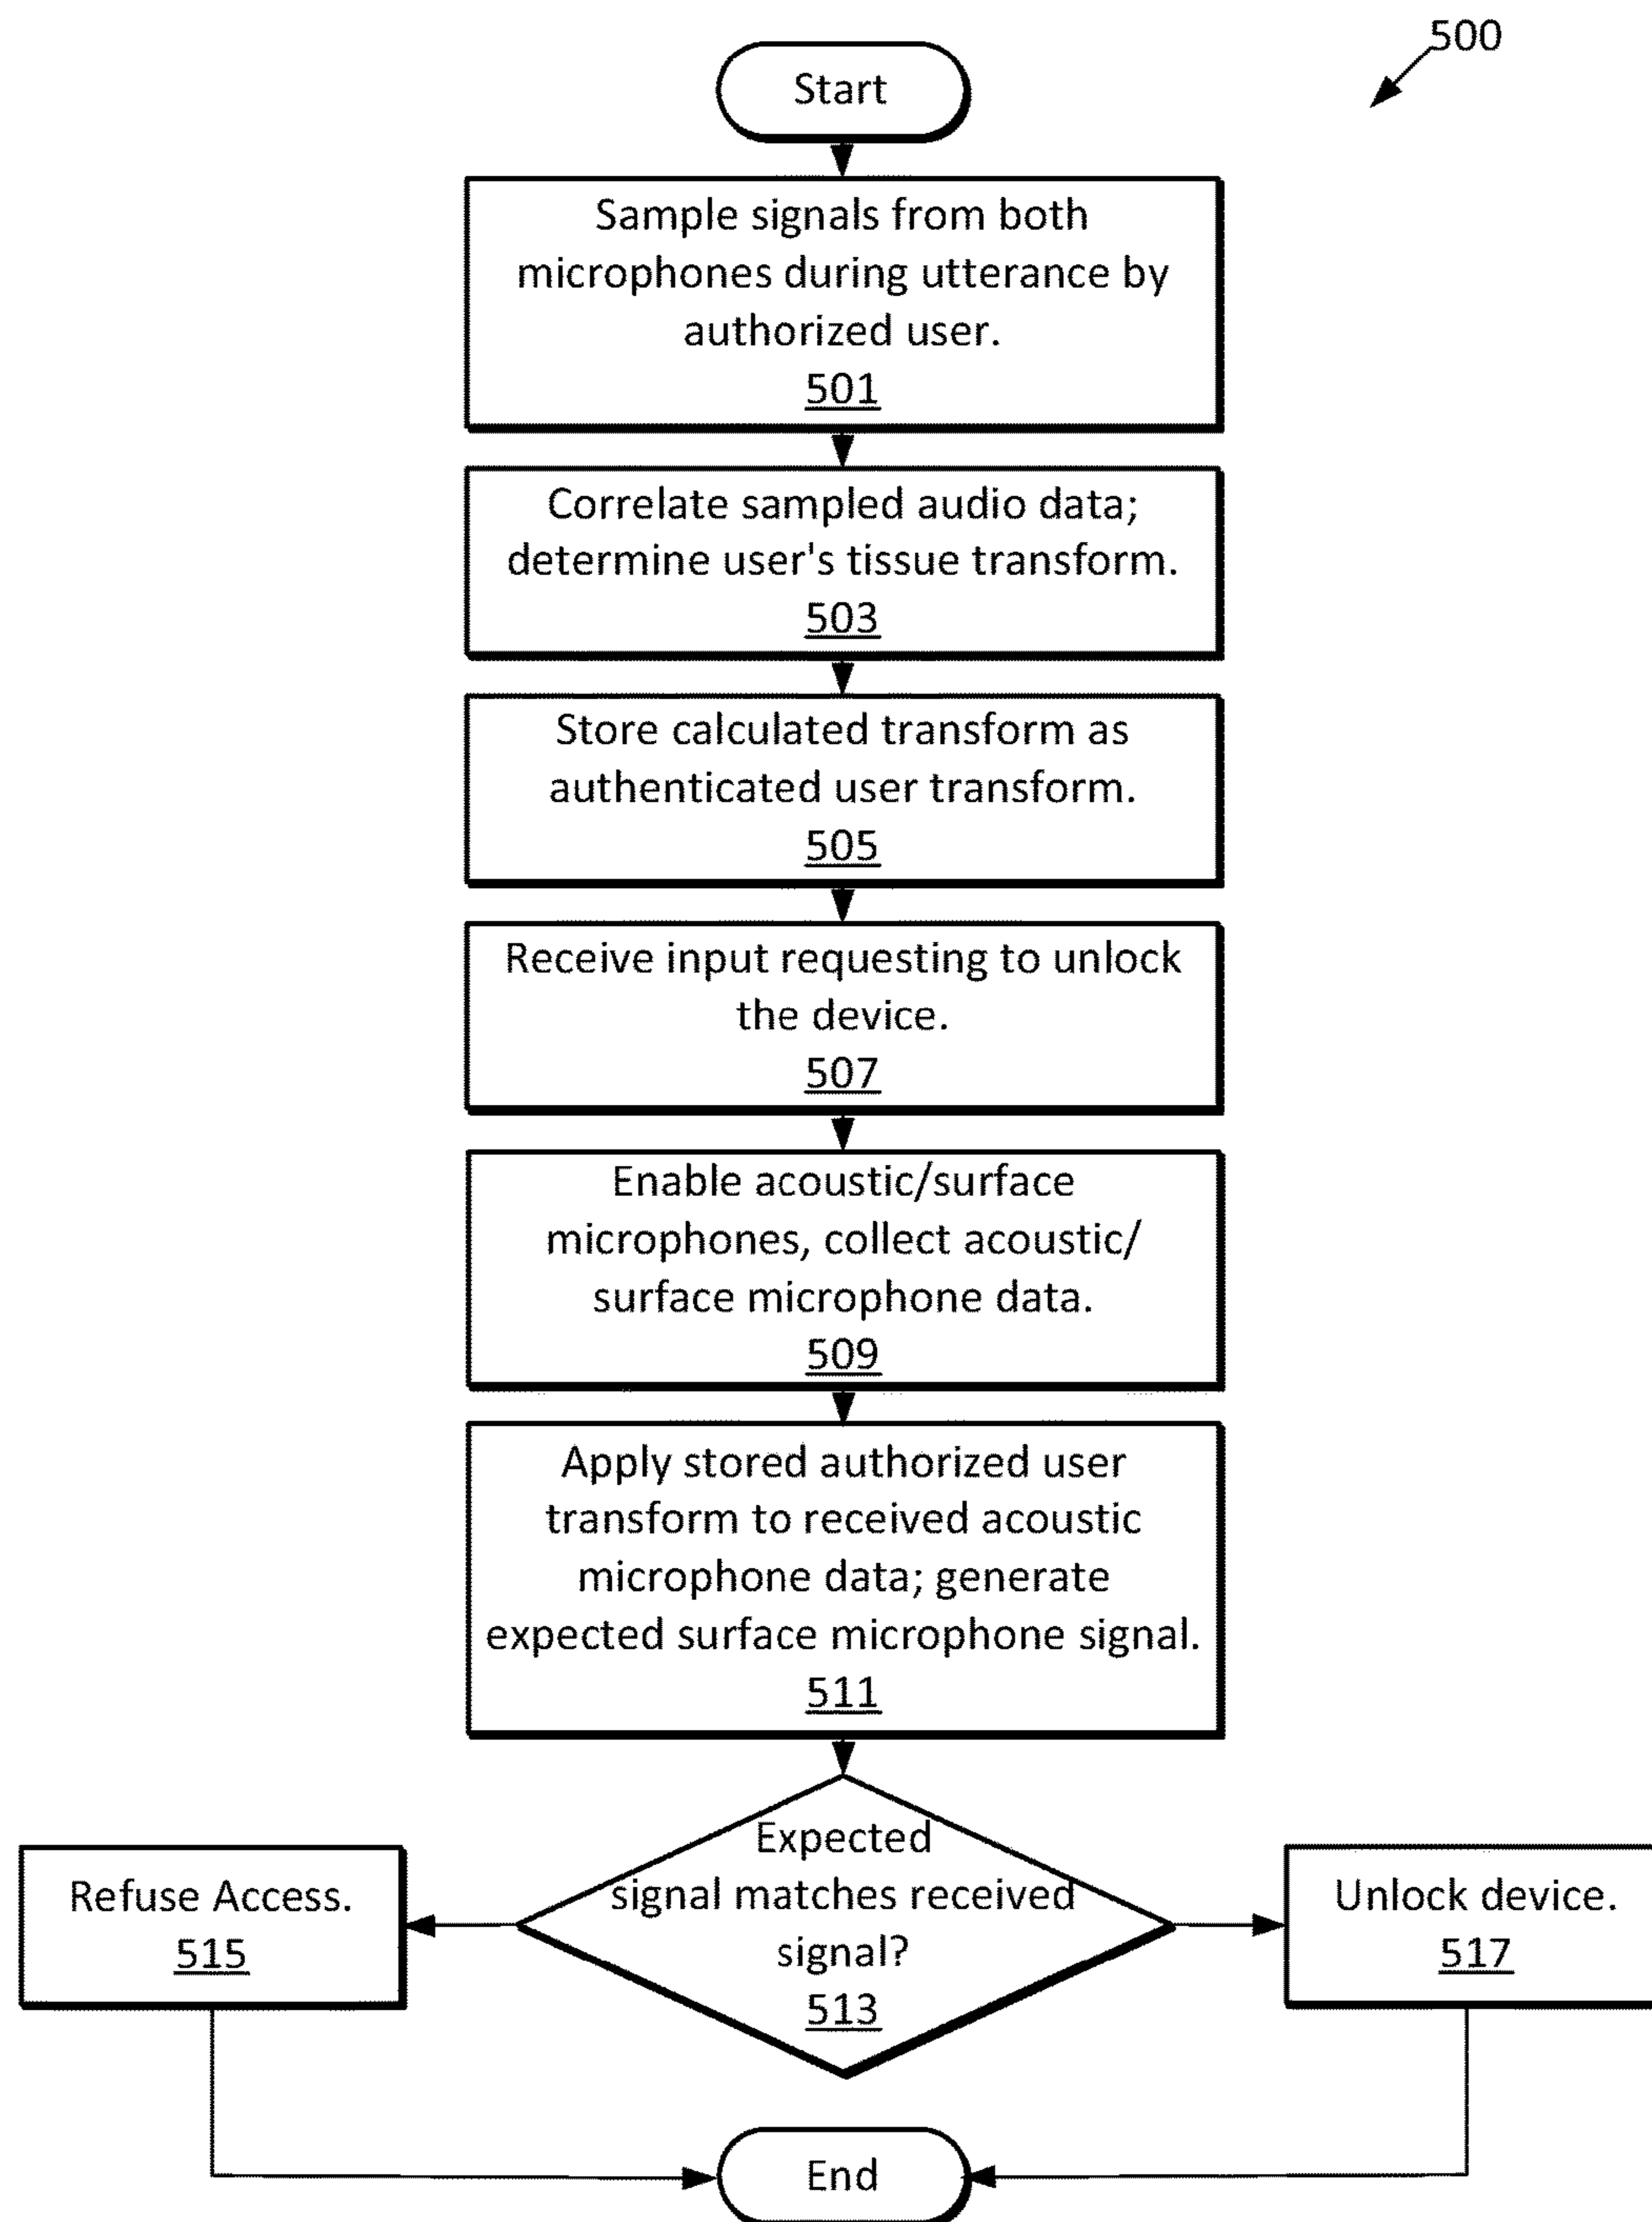 500
Start
Sample signals from both
microphones during utterance by
authorized user.
501
Correlate sampled audio data;
determine user's tissue transform.
503
Store calculated transform as
authenticated user transform.
505
Receive input requesting to unlock
the device.
507
Enable acoustic/surface
microphones, collect acoustic/
surface microphone data.
509
Apply stored authorized user
transform to received acoustic
microphone data; generate
expected surface microphone signal.
511
Expected
signal matches received
signal?
513
Refuse Access.
515
Unlock device.
517
End